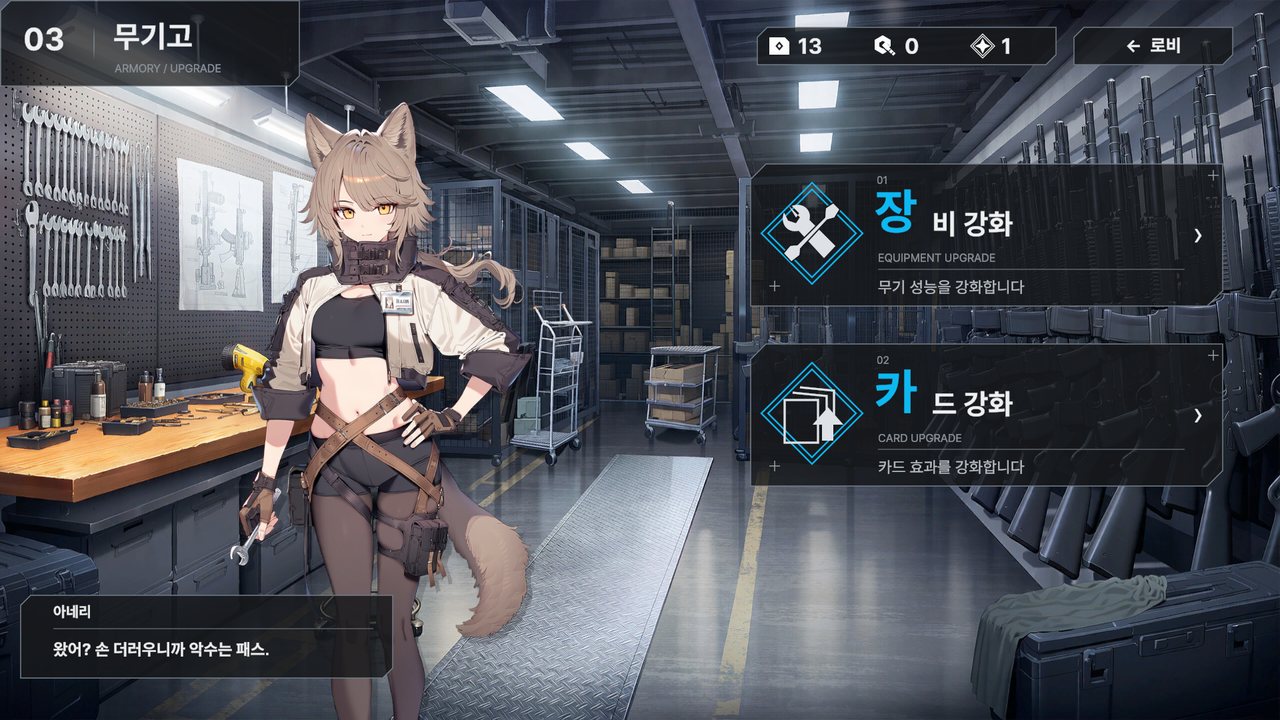 03
무기고
ARMORY / UPGRADE
13
0
1
← 로비
01
장비 강화
EQUIPMENT UPGRADE
무기 성능을 강화합니다
02
카드 강화
CARD UPGRADE
카드 효과를 강화합니다
아네리
왔어? 손 더러우니까 악수는 패스.